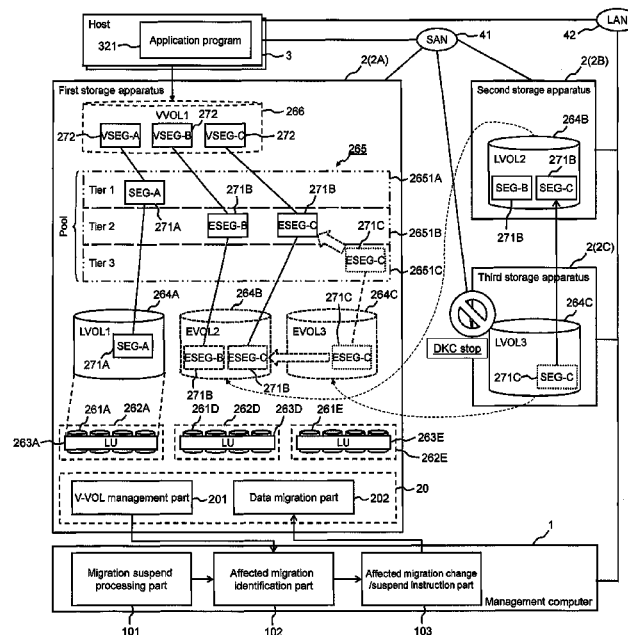 Host
321
Application program
3
SAN
41
LAN
42
2(2A)
First storage apparatus
VVOL1
272
266
272
VSEG-A
VSEG-B
VSEG-C
272
265
Pool
Tier 1
SEG-A
271A
271B
271B
2651A
Tier 2
ESEG-B
ESEG-C
271C
2651B
Tier 3
ESEG-C
2651C
264A
264B
264C
LVOL1
EVOL2
EVOL3
271C
SEG-A
271A
ESEG-B
ESEG-C
ESEG-C
271B
271B
261A
262A
261D
262D
263D
261E
263A
LU
LU
LU
263E
262E
20
V-VOL management part
201
Data migration part
202
2(2B)
Second storage apparatus
264B
LVOL2
271B
SEG-B
SEG-C
271B
2(2C)
Third storage apparatus
264C
DKC stop
LVOL3
271C
SEG-C
1
Migration suspend
processing part
Affected migration
identification part
Affected migration change
/suspend instruction part
Management computer
101
102
103